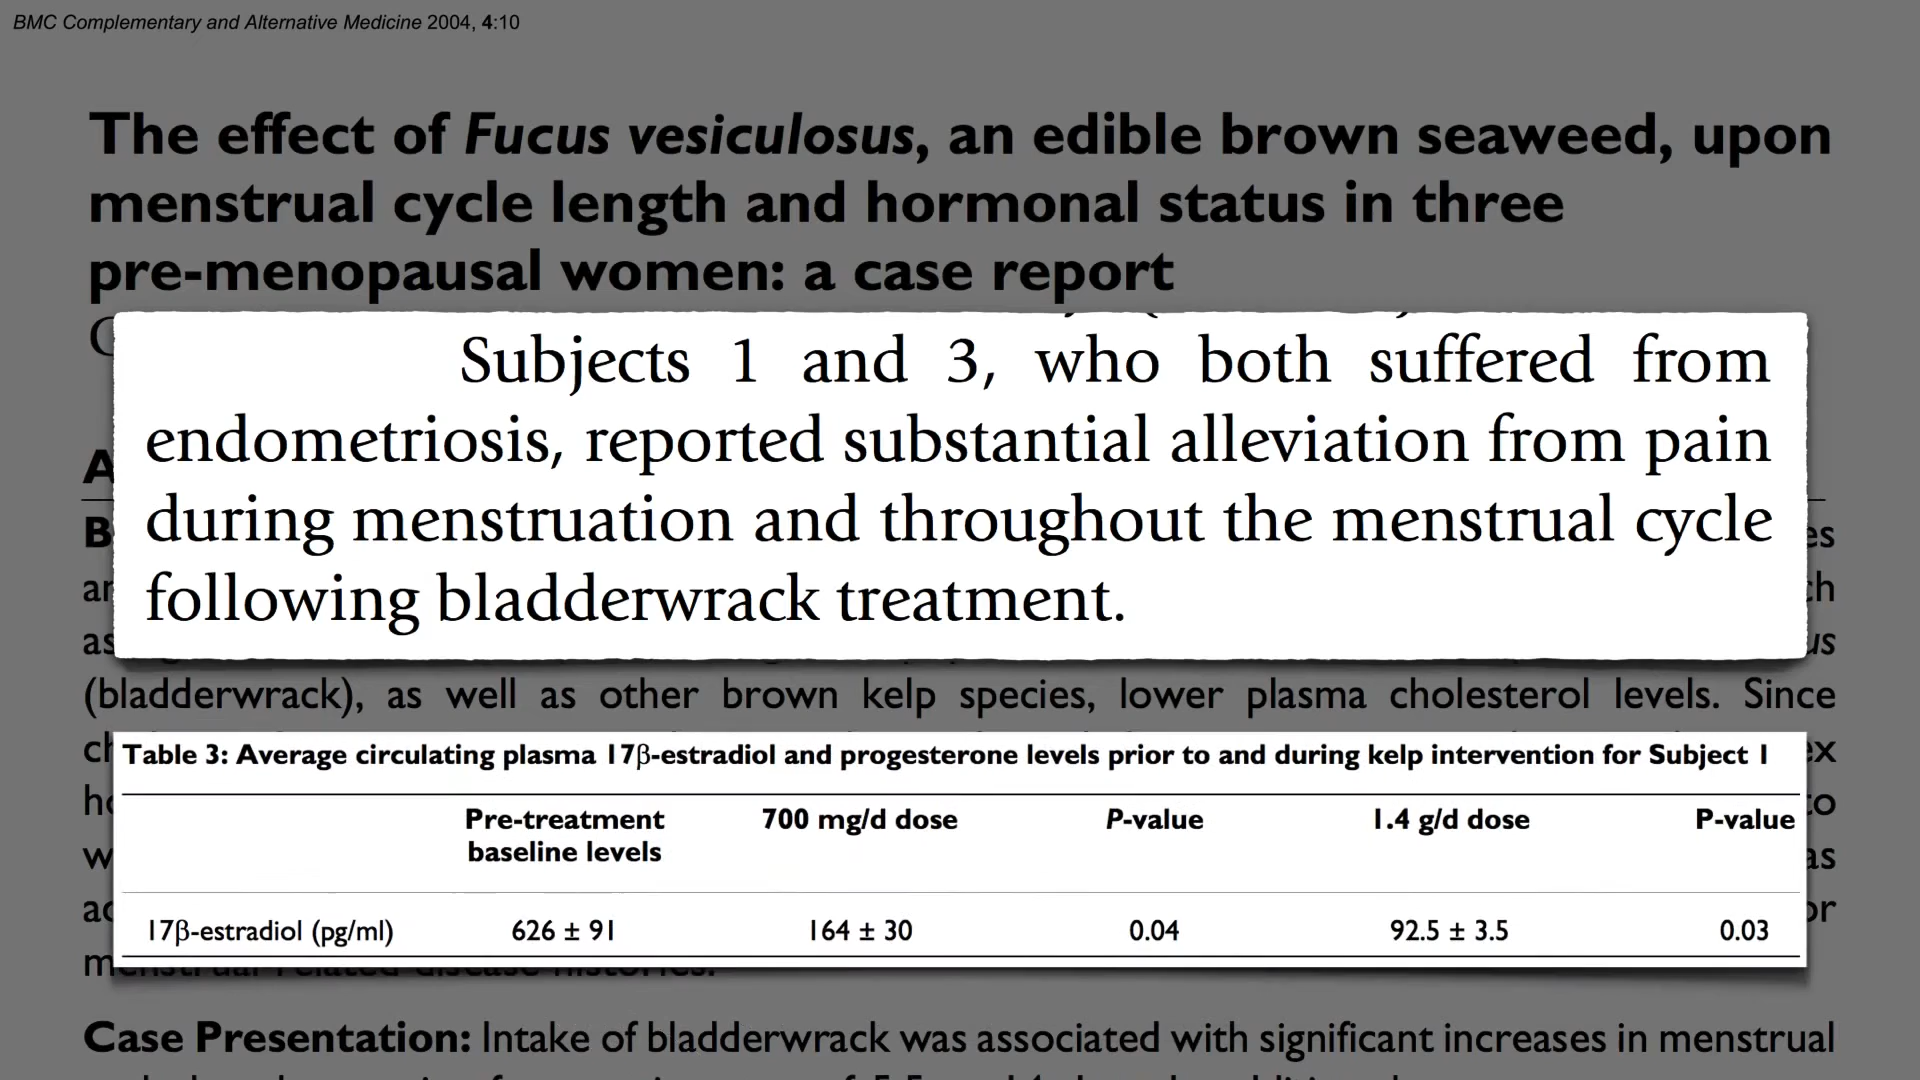 BMC Complementary and Alternative Medicine 2004, 4:10
The effect of Fucus vesiculosus, an edible brown seaweed, upon
menstrual cycle length and hormonal status in three
pre-menopausal women: a case report
Subjects 1 and 3, who both suffered from
endometriosis, reported substantial alleviation from pain
during menstruation and throughout the menstrual cycle
following bladderwrack treatment.
(bladderwrack), as well as other brown kelp species, lower plasma cholesterol levels. Since
Table 3: Average circulating plasma 17β-estradiol and progesterone levels prior to and during kelp intervention for Subject 1
Pre-treatment baseline levels 700 mg/d dose P-value 1.4 g/d dose P-value
17β-estradiol (pg/ml) 626 ± 91 164 ± 30 0.04 92.5 ± 3.5 0.03
Case Presentation: Intake of bladderwrack was associated with significant increases in menstrual